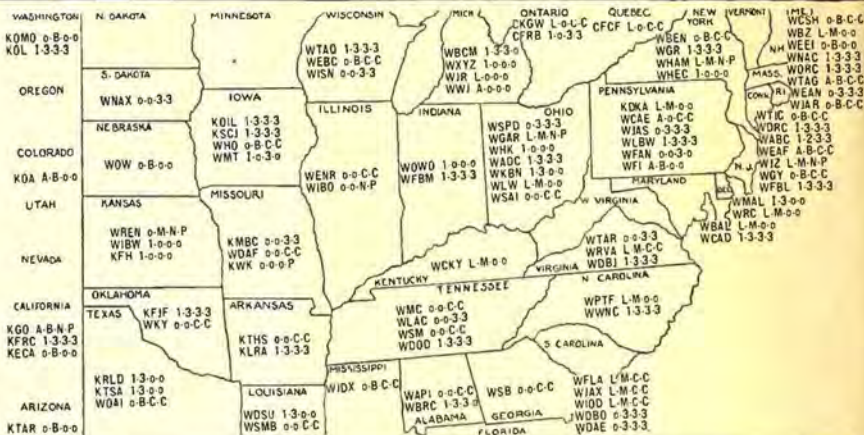 WASHINGTON
KOMO o-B-o-o
KOL 1-3-3-3
OREGON
COLORADO
KOA A-B-o-o
UTAH
NEVADA
CALIFORNIA
KGO A-B-N-P
KFRC 1-3-3-3
KECA o-B-o-o
ARIZONA
KTAR o-B-o-o
N. DAKOTA
S. DAKOTA
WNAX o-o-3-3
NEBRASKA
WOW o-B-o-o
KANSAS
WREN o-M-N-P
WIBW 1-o-o-o
KFH 1-o-o-o
OKLAHOMA
KFJF 1-3-3-3
WKY o-o-C-C
TEXAS
KRLD 1-3-o-o
KTSA 1-3-o-o
WOAI o-B-C-C
MINNESOTA
IOWA
KOIL 1-3-3-3
KSCJ 1-3-3-3
WHO o-B-C-C
WMT 1-o-3-o
MISSOURI
KMBC o-o-3-3
WDAF o-o-C-C
KWK o-o-o-P
ARKANSAS
KTHS o-o-C-C
KLRA 1-3-3-3
LOUISIANA
WDSU 1-3-o-o
WSMB o-o-C-C
WISCONSIN
WTAQ 1-3-3-3
WEBC o-B-C-C
WISN o-o-3-3
ILLINOIS
WENR o-o-C-C
WIBO o-o-N-P
MICH
WBCM 1-3-3-o
WXYZ 1-o-o-o
WJR L-o-o-o
WWJ A-o-o-o
INDIANA
WOWO 1-o-o-o
WFBM 1-3-3-3
ONTARIO
CKGW L-o-C-C
CFRB 1-o-3-3
QUEBEC
CFCF L-o-C-C
OHIO
WSPD o-3-3-3
WGAR L-M-N-P
WHK 1-o-o-o
WADC 1-3-3-3
WKBN 1-3-o-o
WLW L-M-o-o
WSAI o-o-C-C
KENTUCKY
WCKY L-M-o-o
TENNESSEE
WMC o-o-C-C
WLAC o-o-3-3
WSM o-o-C-C
WDOD 1-3-3-3
MISSISSIPPI
WJDX o-B-C-C
WAPI o-o-C-C
WBRC 1-3-3-o
ALABAMA
WSB o-o-C-C
GEORGIA
FLORIDA
WFLA L-M-C-C
WJAX L-M-C-C
WIOD L-M-C-C
WDBO o-3-3-3
WDAE o-3-3-3
S CAROLINA
N CAROLINA
WPTF L-M-o-o
WWNC 1-3-3-3
W VIRGINIA
VIRGINIA
WTAR o-o-3-3
WRVA L-M-C-C
WDBJ 1-3-3-3
NEW YORK
WBEN o-B-C-C
WGR 1-3-3-3
WHAM L-M-N-P
WHEC 1-o-o-o
PENNSYLVANIA
KDKA L-M-o-o
WCAE A-o-C-C
WJAS o-3-3-3
WLBW 1-3-3-3
WFAN o-o-3-o
WFI A-B-o-o
MARYLAND
DEL
N. J.
VERMONT
N H
MASS.
CONN
R I
(ME)
WCSH o-B-C-C
WBZ L-M-o-o
WEEI o-B-o-o
WNAC 1-3-3-3
WORC 1-3-3-3
WTAG A-B-C-C
WEAN o-3-3-3
WJAR o-B-C-C
WTIC o-B-C-C
WDRC 1-3-3-3
WABC 1-2-3-3
WEAF A-B-C-C
WJZ L-M-N-P
WGY o-B-C-C
WFBL 1-3-3-3
WMAL 1-3-o-o
WRC L-M-o-o
WBAL L-M-o-o
WCAO 1-3-3-3